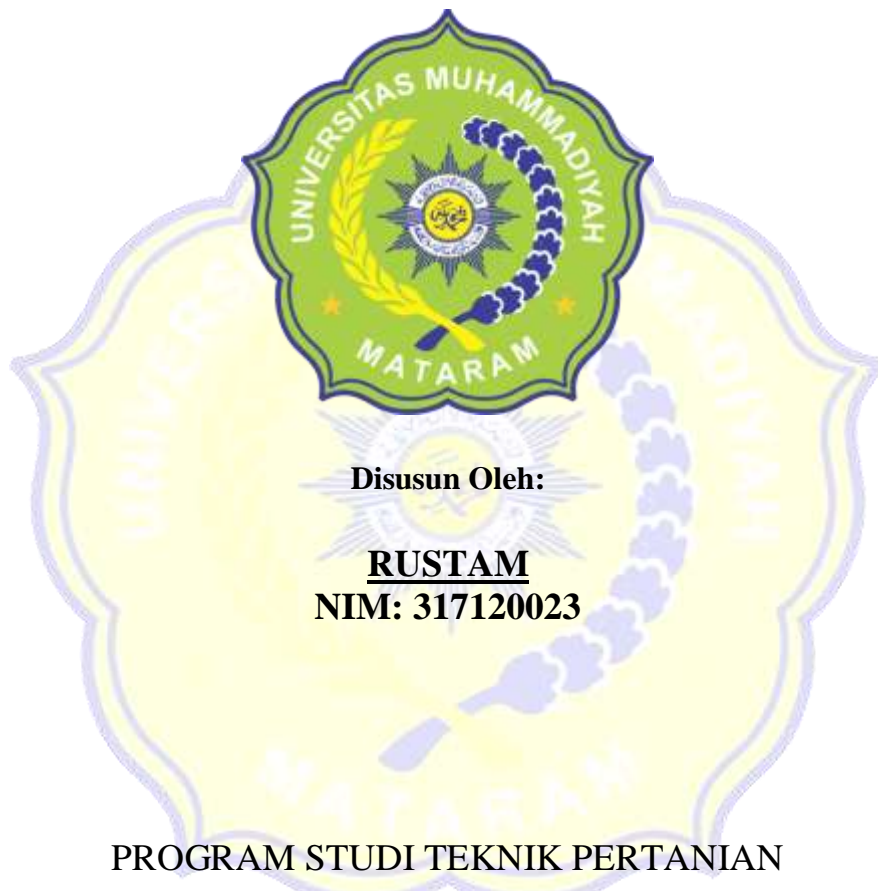 UNIVERSITAS MUHAMMADIYAH
MATARAM
Disusun Oleh:
RUSTAM
NIM: 317120023
PROGRAM STUDI TEKNIK PERTANIAN